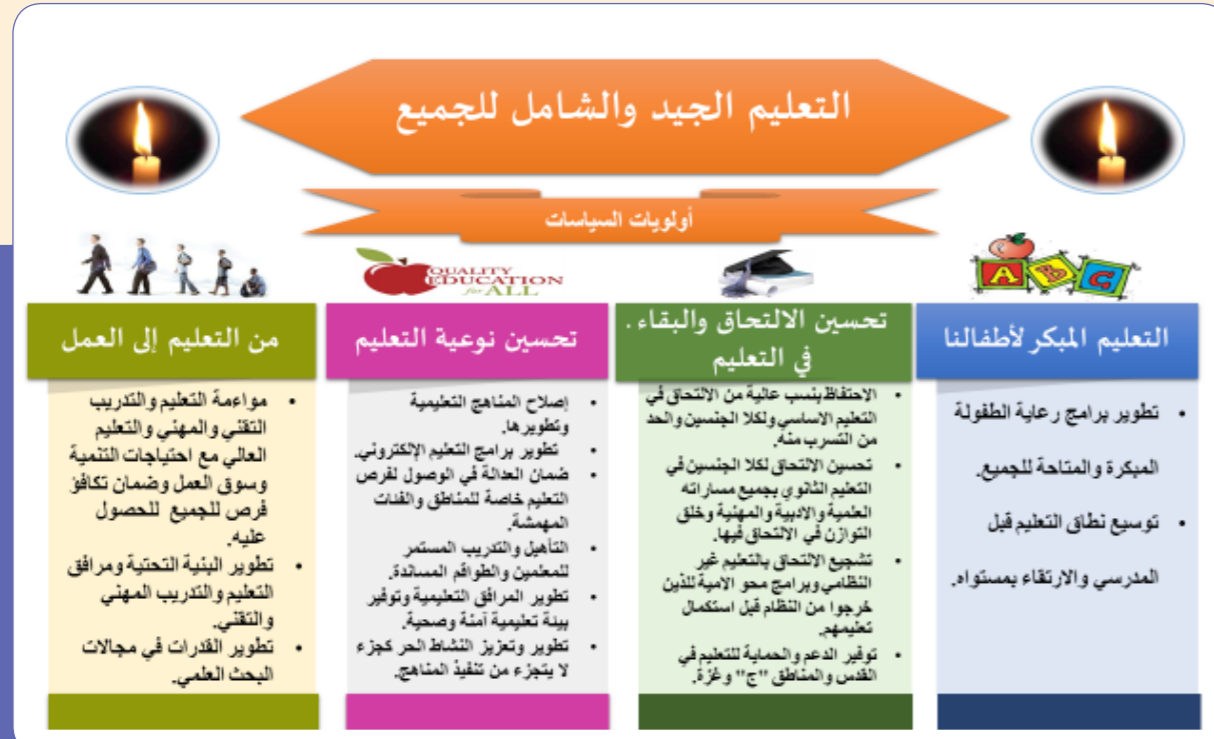 التعليم الجيد والشامل للجميع
أولويات السياسات
A B C
QUALITY
EDUCATION
for ALL
التعليم المبكر لأطفالنا
• تطوير برامج رعاية الطفولة
المبكرة والمتاحة للجميع.
• توسيع نطاق التعليم قبل
المدرسي والارتقاء بمستواه.
تحسين الالتحاق والبقاء .
في التعليم
• الاحتفاظ بنسب عالية من الالتحاق في
التعليم الاساسي ولكلا الجنسين والحد
من التسرب منه.
• تحسين الالتحاق لكلا الجنسين في
التعليم الثانوي بجميع مساراته
العلمية والادبية والمهنية وخلق
التوازن في الالتحاق فيها.
• تشجيع الالتحاق بالتعليم غير
النظامي وبرامج محو الامية للذين
خرجوا من النظام قبل استكمال
تعليمهم.
• توفير الدعم والحماية للتعليم في
القدس والمناطق "ج" وغزة.
تحسين نوعية التعليم
• إصلاح المناهج التعليمية
وتطويرها.
• تطوير برامج التعليم الإلكتروني.
• ضمان العدالة في الوصول لفرص
التعليم خاصة للمناطق والفئات
المهمشة.
• التأهيل والتدريب المستمر
للمعلمين والطواقم المساندة.
• تطوير المرافق التعليمية وتوفير
بيئة تعليمية آمنة وصحية.
• تطوير وتعزيز النشاط الحر كجزء
لا يتجزء من تنفيذ المناهج.
من التعليم إلى العمل
• مواءمة التعليم والتدريب
التقني والمهني والتعليم
العالي مع احتياجات التنمية
وسوق العمل وضمان تكافؤ
فرص للجميع للحصول
عليه.
• تطوير البنية التحتية ومرافق
التعليم والتدريب المهني
والتقني.
• تطوير القدرات في مجالات
البحث العلمي.